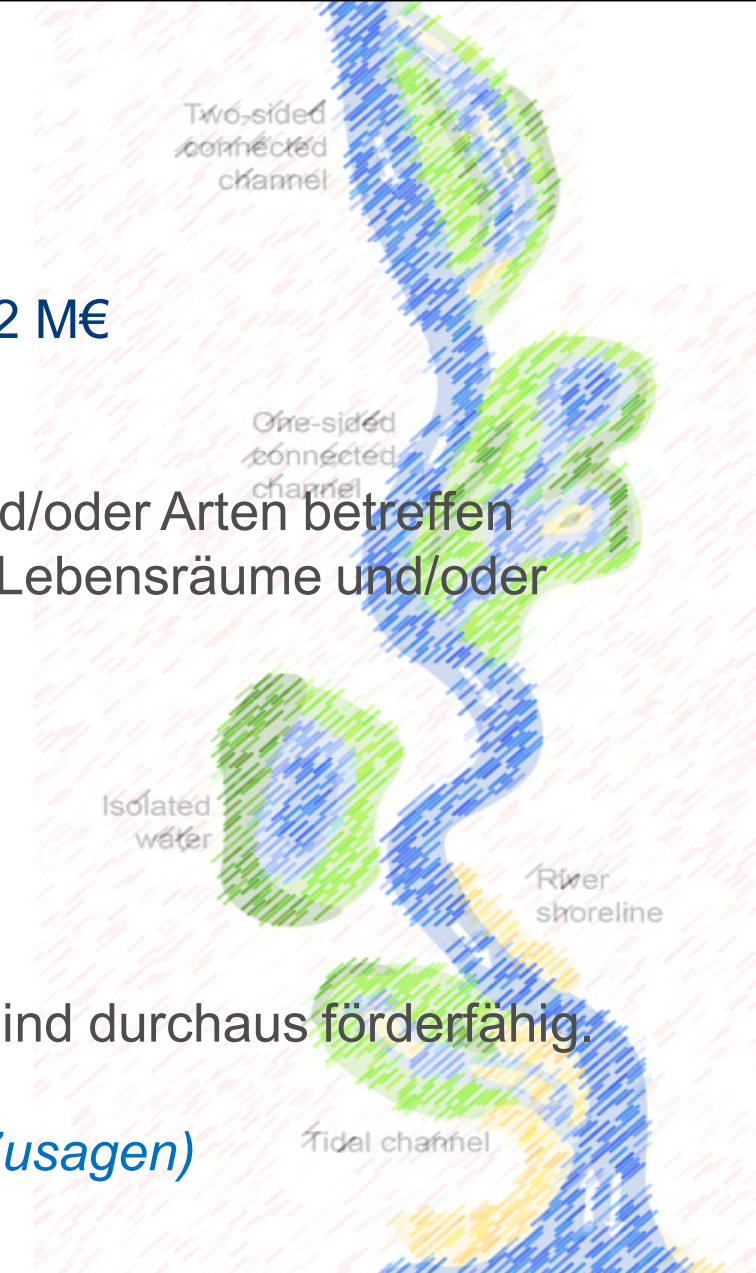 Two-sided
connected
channel
2 M€
One-sided
connected
channel
d/oder Arten betreffen
Lebensräume und/oder
Isolated
water
River
shoreline
ind durchaus förderfähig.
Zusagen)
Tidal channel